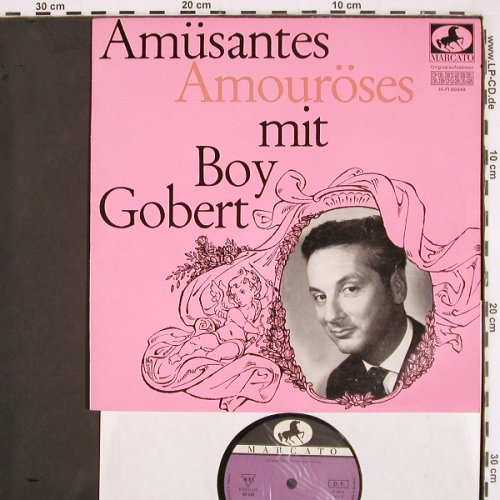 30 cm
20 cm
10 cm
Amüsantes
Amouröses
mit
Boy
Gobert
MARCATO
Originalaufnahmen
www.LP-CD.de
10 cm
20 cm
30 cm
MARCATO